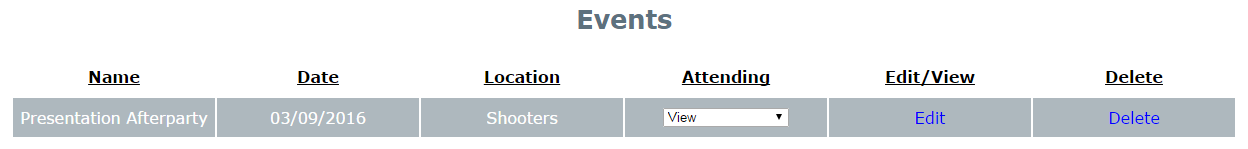 Events
Name Date Location Attending Edit/View Delete
Presentation Afterparty 03/09/2016 Shooters View Edit Delete